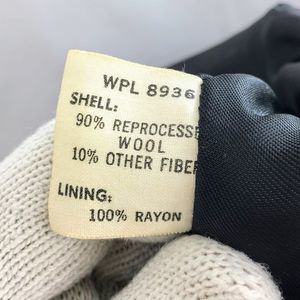 WPL 8936
SHELL:
90% REPROCESSE
WOOL
10% OTHER FIBER
LINING:
100% RAYON